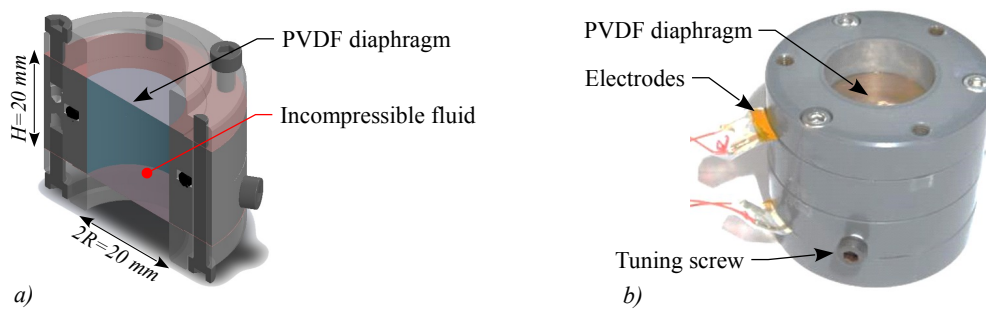 PVDF diaphragm
Incompressible fluid
H=20 mm
2R=20 mm
a)
PVDF diaphragm
Electrodes
Tuning screw
b)